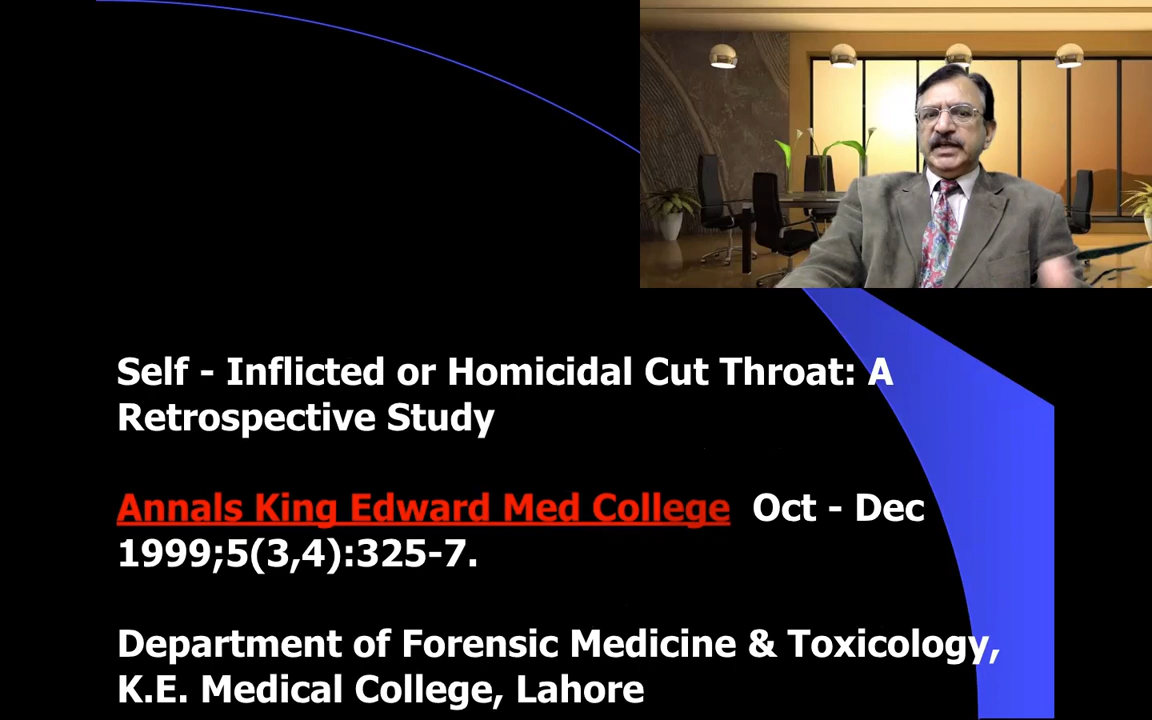 Self - Inflicted or Homicidal Cut Throat: A
Retrospective Study
Annals King Edward Med College Oct - Dec
1999;5(3,4):325-7.
Department of Forensic Medicine & Toxicology,
K.E. Medical College, Lahore